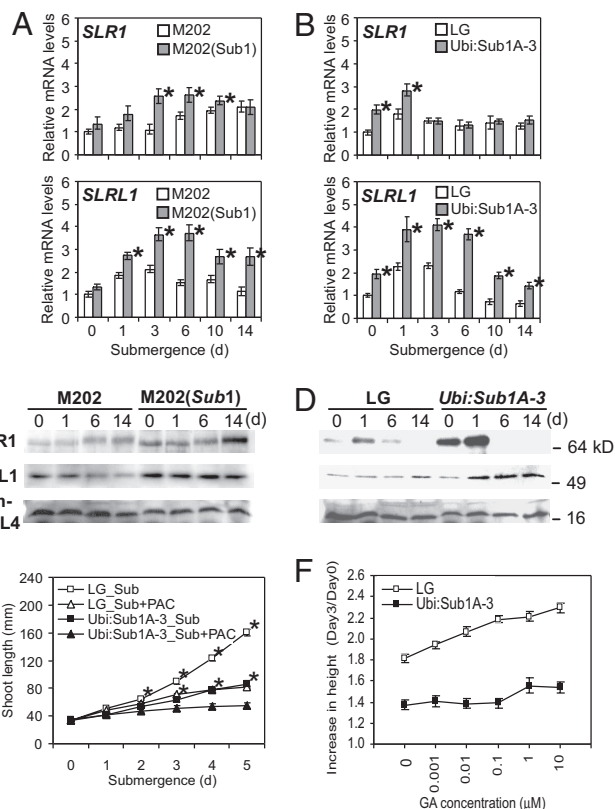 A
B
SLR1
M202
M202(Sub1)
Relative mRNA levels
6
5
4
3
2
1
0
SLR1
LG
Ubi:Sub1A-3
Relative mRNA levels
6
5
4
3
2
1
0
SLRL1
M202
M202(Sub1)
Relative mRNA levels
6
5
4
3
2
1
0
0 1 3 6 10 14
Submergence (d)
SLRL1
LG
Ubi:Sub1A-3
Relative mRNA levels
6
5
4
3
2
1
0
0 1 3 6 10 14
Submergence (d)
M202 M202(Sub1)
0 1 6 14 0 1 6 14 (d)
R1
L1
n-
L4
D
LG Ubi:Sub1A-3
0 1 6 14 0 1 6 14 (d)
– 64 kD
– 49
– 16
LG_Sub
LG_Sub+PAC
Ubi:Sub1A-3_Sub
Ubi:Sub1A-3_Sub+PAC
Shoot length (mm)
240
200
160
120
80
40
0
0 1 2 3 4 5
Submergence (d)
F
LG
Ubi:Sub1A-3
Increase in height (Day3/Day0)
2.6
2.4
2.2
2.0
1.8
1.6
1.4
1.2
1.0
0 0.001 0.01 0.1 1 10
GA concentration (µM)